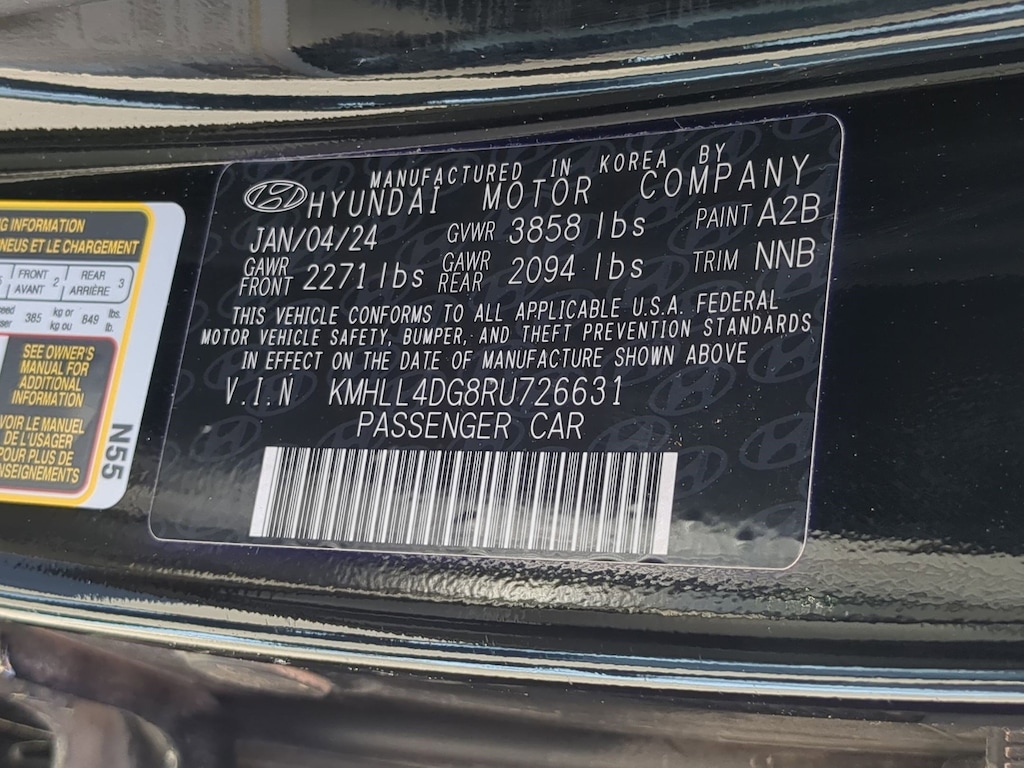 MANUFACTURED IN KOREA BY
HYUNDAI MOTOR COMPANY
JAN/04/24 GVWR 3858 lbs PAINT A2B
GAWR FRONT 2271 lbs GAWR REAR 2094 lbs TRIM NNB
THIS VEHICLE CONFORMS TO ALL APPLICABLE U.S.A. FEDERAL
MOTOR VEHICLE SAFETY, BUMPER, AND THEFT PREVENTION STANDARDS
IN EFFECT ON THE DATE OF MANUFACTURE SHOWN ABOVE
V.I.N KMHLL4DG8RU726631
PASSENGER CAR
INFORMATION
ET LE CHARGEMENT
FRONT 2 REAR 3
AVANT ARRIÈRE
385 kg or 849 lbs.
kg ou lb.
SEE OWNER'S
MANUAL FOR
ADDITIONAL
INFORMATION
VOIR LE MANUEL
DE L'USAGER
POUR PLUS DE
N55